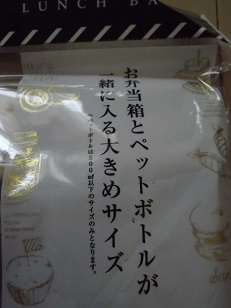 LUNCH BA
お弁当箱とペットボトルが
一緒に入る大きめサイズ
ペットボトルは500ml以下のサイズのみとなります。